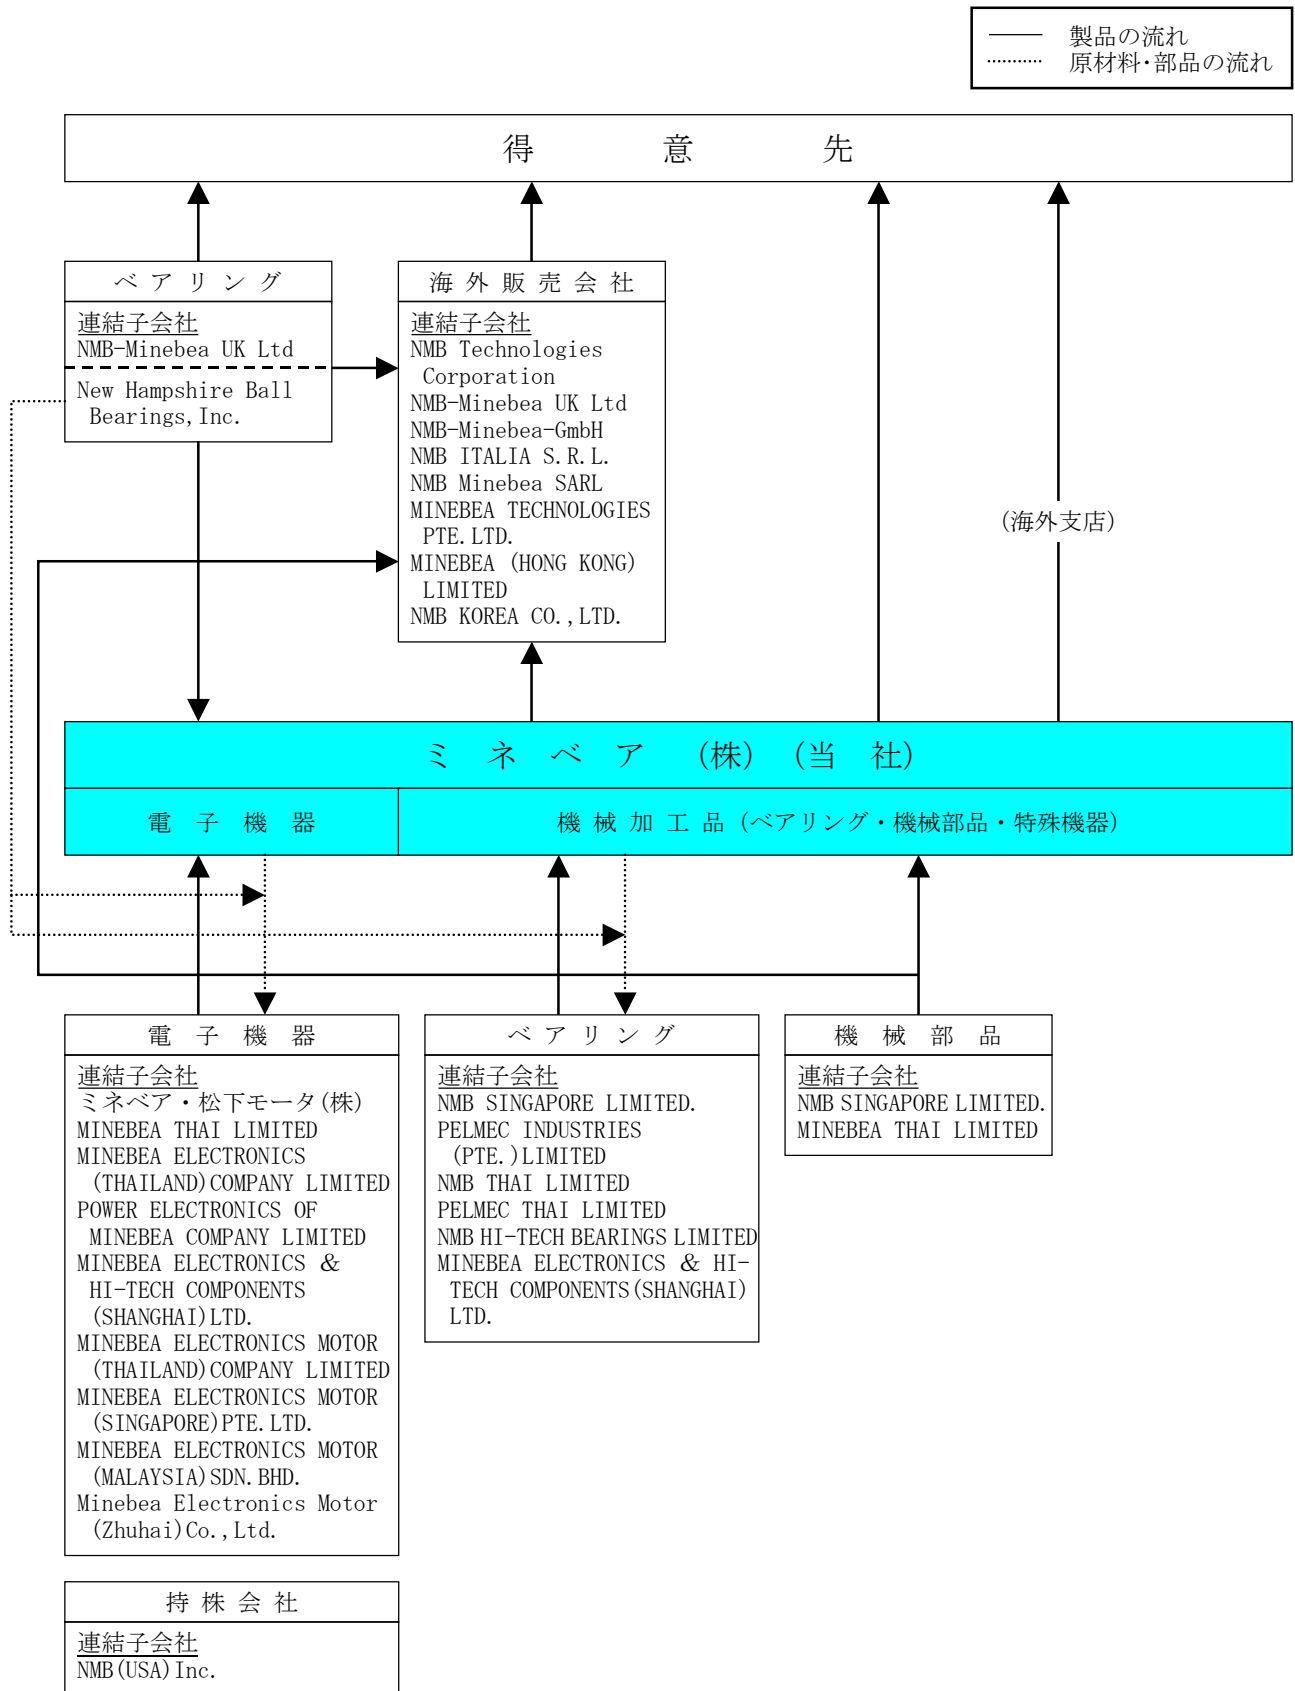 製品の流れ
原材料・部品の流れ
得意先
ベアリング
連結子会社
NMB-Minebea UK Ltd
New Hampshire Ball
Bearings,Inc.
海外販売会社
連結子会社
NMB Technologies
Corporation
NMB-Minebea UK Ltd
NMB-Minebea-GmbH
NMB ITALIA S.R.L.
NMB Minebea SARL
MINEBEA TECHNOLOGIES
PTE.LTD.
MINEBEA (HONG KONG)
LIMITED
NMB KOREA CO.,LTD.
(海外支店)
ミネベア (株) (当 社)
電子機器
機械加工品 (ベアリング・機械部品・特殊機器)
電子機器
連結子会社
ミネベア・松下モータ(株)
MINEBEA THAI LIMITED
MINEBEA ELECTRONICS
(THAILAND)COMPANY LIMITED
POWER ELECTRONICS OF
MINEBEA COMPANY LIMITED
MINEBEA ELECTRONICS ＆
HI-TECH COMPONENTS
(SHANGHAI)LTD.
MINEBEA ELECTRONICS MOTOR
(THAILAND)COMPANY LIMITED
MINEBEA ELECTRONICS MOTOR
(SINGAPORE)PTE.LTD.
MINEBEA ELECTRONICS MOTOR
(MALAYSIA)SDN.BHD.
Minebea Electronics Motor
(Zhuhai)Co.,Ltd.
ベアリング
連結子会社
NMB SINGAPORE LIMITED.
PELMEC INDUSTRIES
(PTE.)LIMITED
NMB THAI LIMITED
PELMEC THAI LIMITED
NMB HI-TECH BEARINGS LIMITED
MINEBEA ELECTRONICS ＆ HI-
TECH COMPONENTS(SHANGHAI)
LTD.
機械部品
連結子会社
NMB SINGAPORE LIMITED.
MINEBEA THAI LIMITED
持株会社
連結子会社
NMB(USA)Inc.